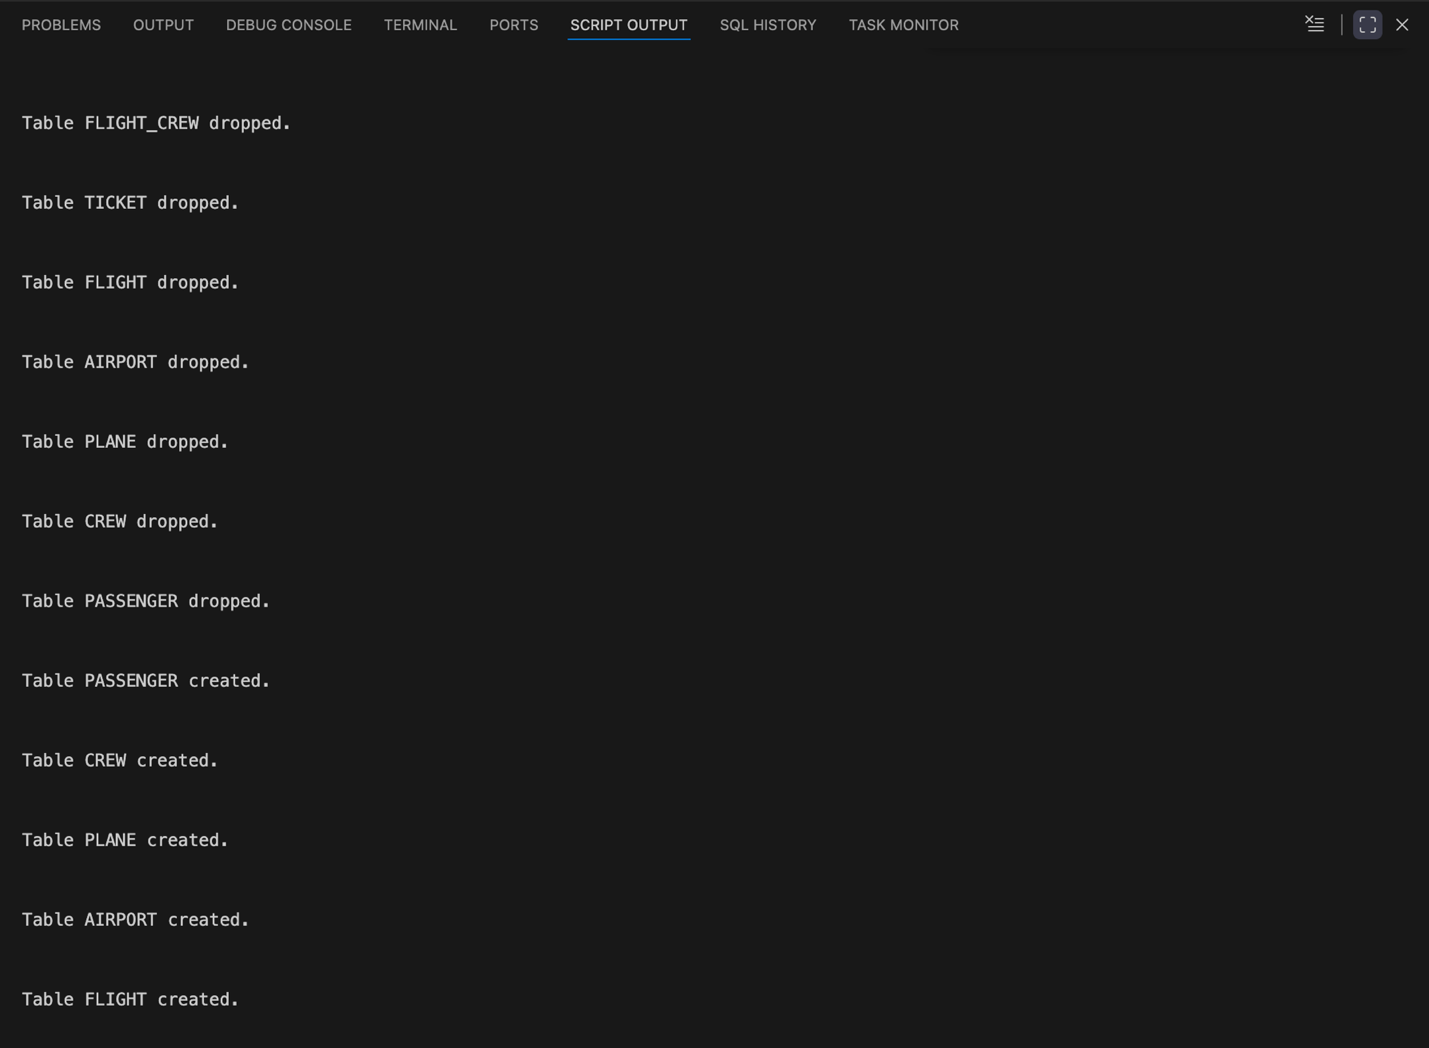 PROBLEMS OUTPUT DEBUG CONSOLE TERMINAL PORTS SCRIPT OUTPUT SQL HISTORY TASK MONITOR
Table FLIGHT_CREW dropped.
Table TICKET dropped.
Table FLIGHT dropped.
Table AIRPORT dropped.
Table PLANE dropped.
Table CREW dropped.
Table PASSENGER dropped.
Table PASSENGER created.
Table CREW created.
Table PLANE created.
Table AIRPORT created.
Table FLIGHT created.